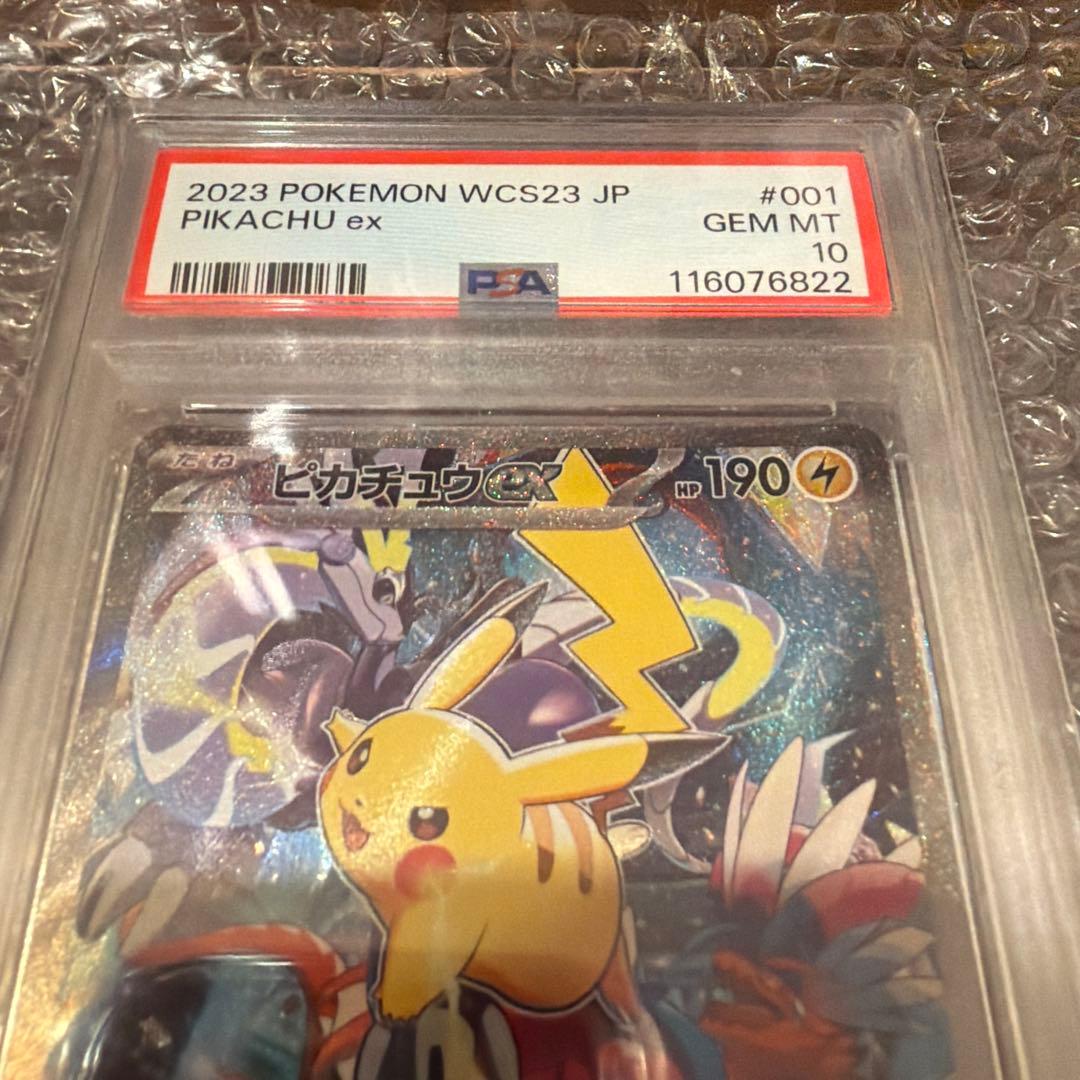 2023 POKEMON WCS23 JP #001
PIKACHU ex GEM MT
10
PSA 116076822
たね ピカチュウex HP 190